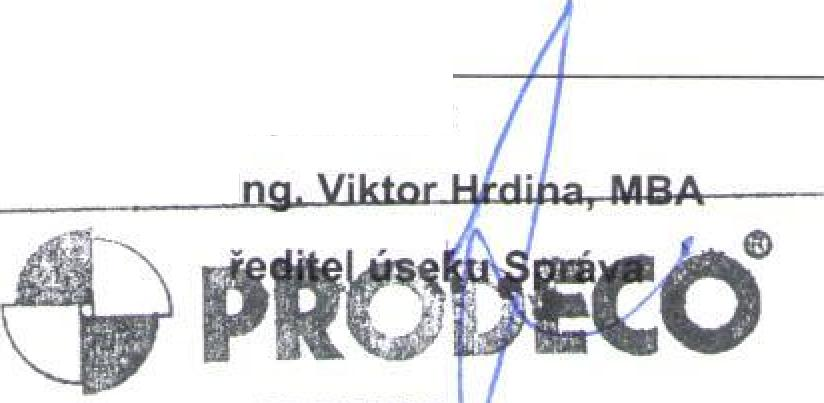 ng. Viktor Hrdina, MBA
ředitel úseku Správa
PRODECO®